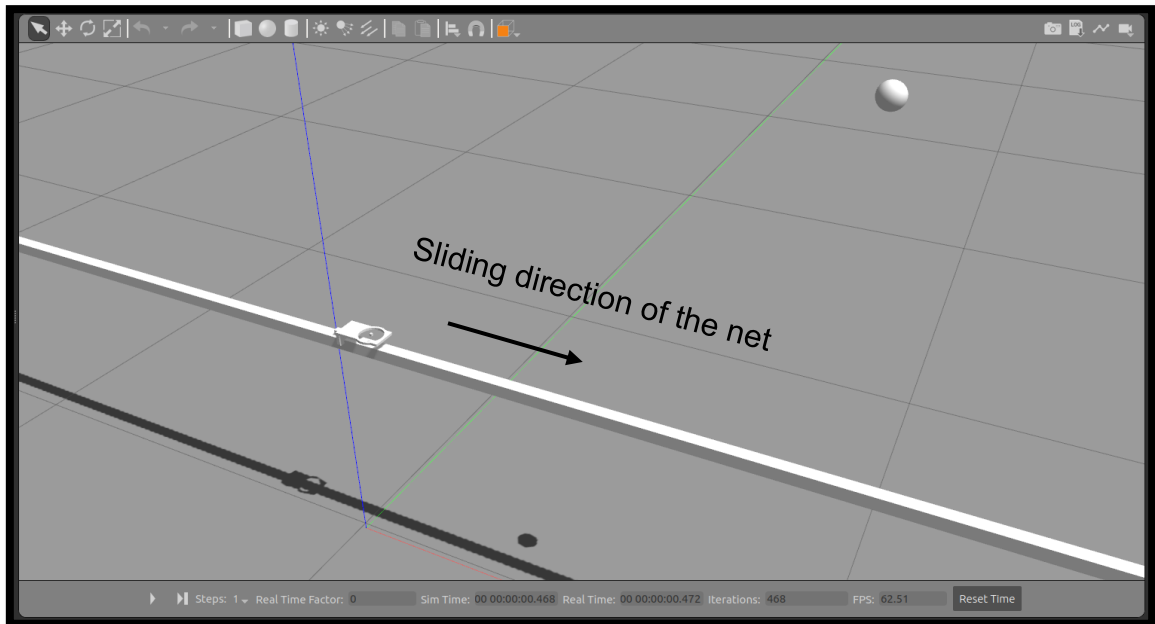 LOG
Sliding direction of the net
Steps: 1 Real Time Factor: 0 Sim Time: 00 00:00:00.468 Real Time: 00 00:00:00.472 Iterations: 468 FPS: 62.51 Reset Time